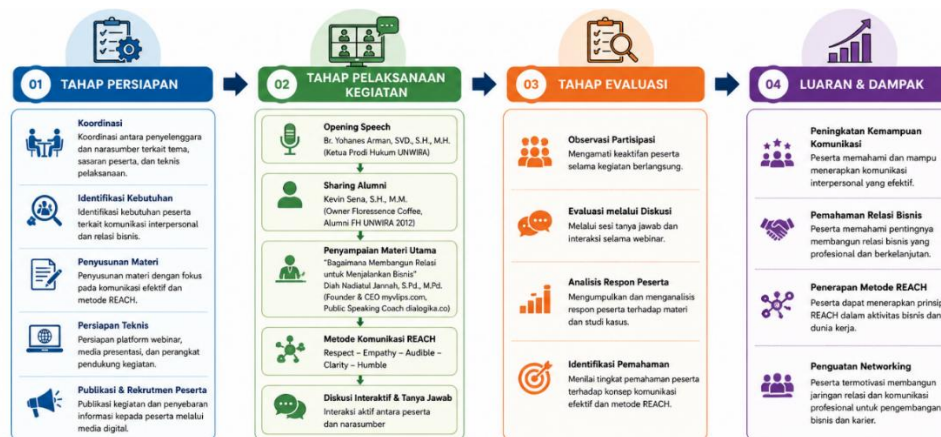 01 TAHAP PERSIAPAN
Koordinasi
Koordinasi antara penyelenggara
dan narasumber terkait tema,
sasaran peserta, dan teknis
pelaksanaan.
Identifikasi Kebutuhan
Identifikasi kebutuhan peserta
terkait komunikasi interpersonal
dan relasi bisnis.
Penyusunan Materi
Penyusunan materi dengan fokus
pada komunikasi efektif dan
metode REACH.
Persiapan Teknis
Persiapan platform webinar,
media presentasi, dan perangkat
pendukung kegiatan.
Publikasi & Rekrutmen Peserta
Publikasi kegiatan dan penyebaran
informasi kepada peserta melalui
media digital.
02 TAHAP PELAKSANAAN
KEGIATAN
Opening Speech
Br. Yohanes Arman, SVD., S.H., M.H.
(Ketua Prodi Hukum UNWIRA)
Sharing Alumni
Kevin Sena, S.H., M.M.
(Owner Floressence Coffee,
Alumni FH UNWIRA 2012)
Penyampaian Materi Utama
"Bagaimana Membangun Relasi
untuk Menjalankan Bisnis"
Diah Nadiatul Jannah, S.Pd., M.Pd.
(Founder & CEO myvlips.com,
Public Speaking Coach dialogika.co)
Metode Komunikasi REACH
Respect – Empathy – Audible –
Clarity – Humble
Diskusi Interaktif & Tanya Jawab
Interaksi aktif antara peserta
dan narasumber
03 TAHAP EVALUASI
Observasi Partisipasi
Mengamati keaktifan peserta
selama kegiatan berlangsung.
Evaluasi melalui Diskusi
Melalui sesi tanya jawab dan
interaksi selama webinar.
Analisis Respon Peserta
Mengumpulkan dan menganalisis
respon peserta terhadap materi
dan studi kasus.
Identifikasi Pemahaman
Menilai tingkat pemahaman peserta
terhadap konsep komunikasi
efektif dan metode REACH.
04 LUARAN & DAMPAK
Peningkatan Kemampuan
Komunikasi
Peserta memahami dan mampu
menerapkan komunikasi
interpersonal yang efektif.
Pemahaman Relasi Bisnis
Peserta memahami pentingnya
membangun relasi bisnis yang
profesional dan berkelanjutan.
Penerapan Metode REACH
Peserta dapat menerapkan prinsip
REACH dalam aktivitas bisnis dan
dunia kerja.
Penguatan Networking
Peserta termotivasi membangun
jaringan relasi dan komunikasi
profesional untuk pengembangan
bisnis dan karier.